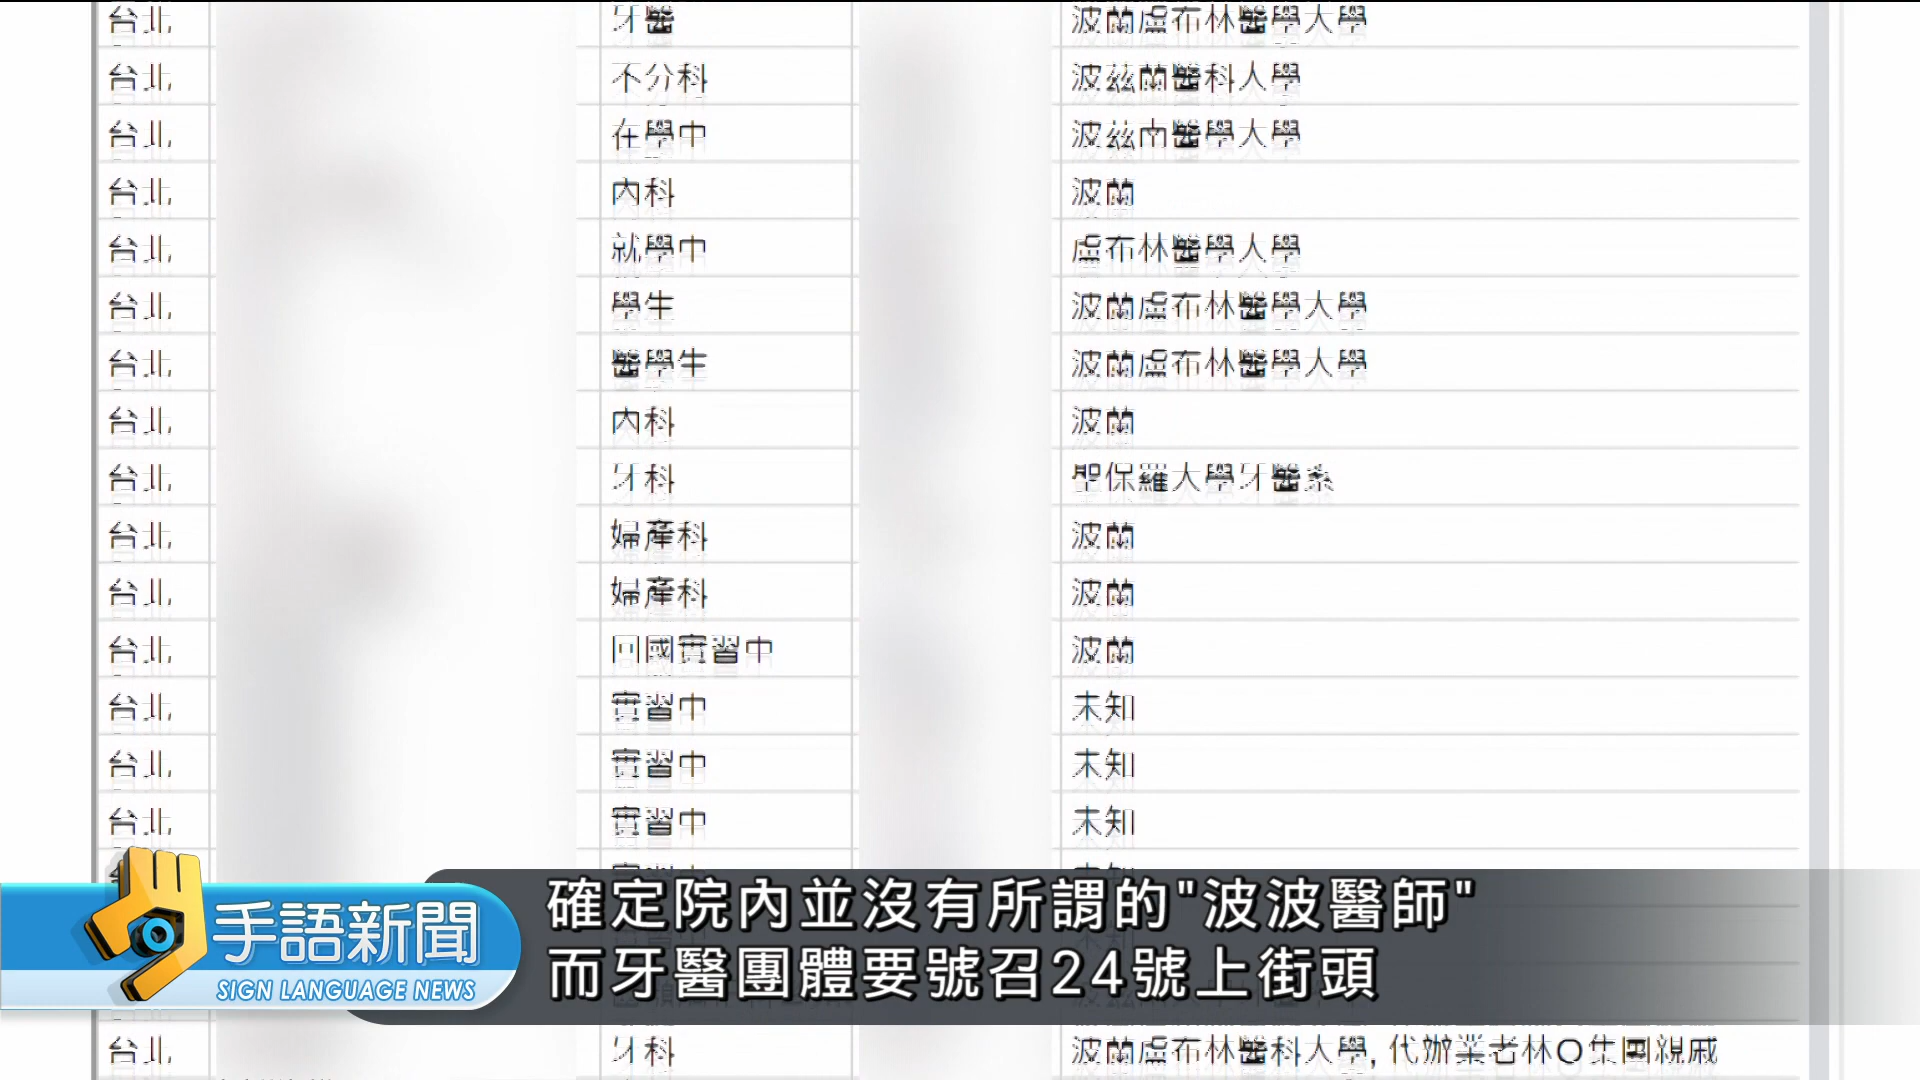 台北 牙醫 波蘭盧布林醫學大學
台北 不分科 波茲蘭醫科大學
台北 在學中 波茲南醫學大學
台北 內科 波蘭
台北 就學中 盧布林醫學大學
台北 學生 波蘭盧布林醫學大學
台北 醫學生 波蘭盧布林醫學大學
台北 內科 波蘭
台北 牙科 聖保羅大學牙醫系
台北 婦產科 波蘭
台北 婦產科 波蘭
台北 回國實習中 波蘭
台北 實習中 未知
台北 實習中 未知
台北 實習中 未知
確定院內並沒有所謂的"波波醫師"
而牙醫團體要號召24號上街頭
手語新聞
SIGN LANGUAGE NEWS
台北 牙科 波蘭盧布林醫科大學, 代辦業者林O集團親戚